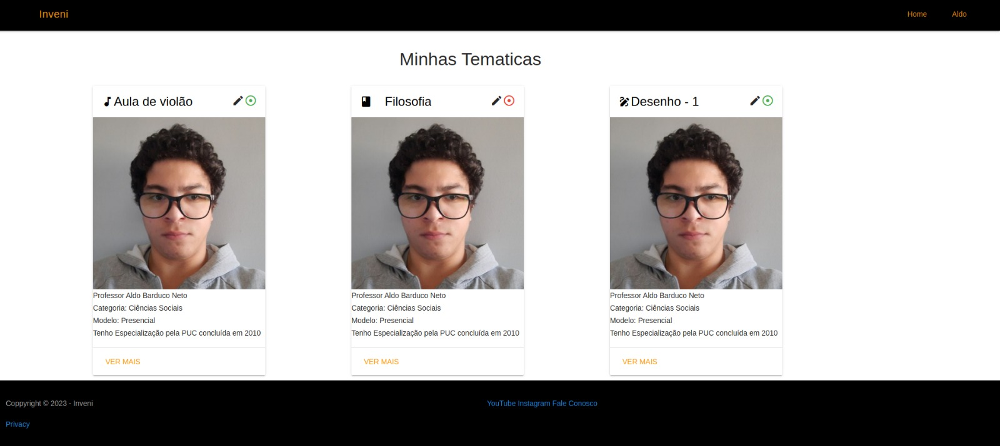 Inveni
Home Aldo
Minhas Tematicas
Aula de violão
Professor Aldo Barduco Neto
Categoria: Ciências Sociais
Modelo: Presencial
Tenho Especialização pela PUC concluída em 2010
VER MAIS
Filosofia
Professor Aldo Barduco Neto
Categoria: Ciências Sociais
Modelo: Presencial
Tenho Especialização pela PUC concluída em 2010
VER MAIS
Desenho - 1
Professor Aldo Barduco Neto
Categoria: Ciências Sociais
Modelo: Presencial
Tenho Especialização pela PUC concluída em 2010
VER MAIS
Coppyright © 2023 - Inveni
YouTube Instagram Fale Conosco
Privacy